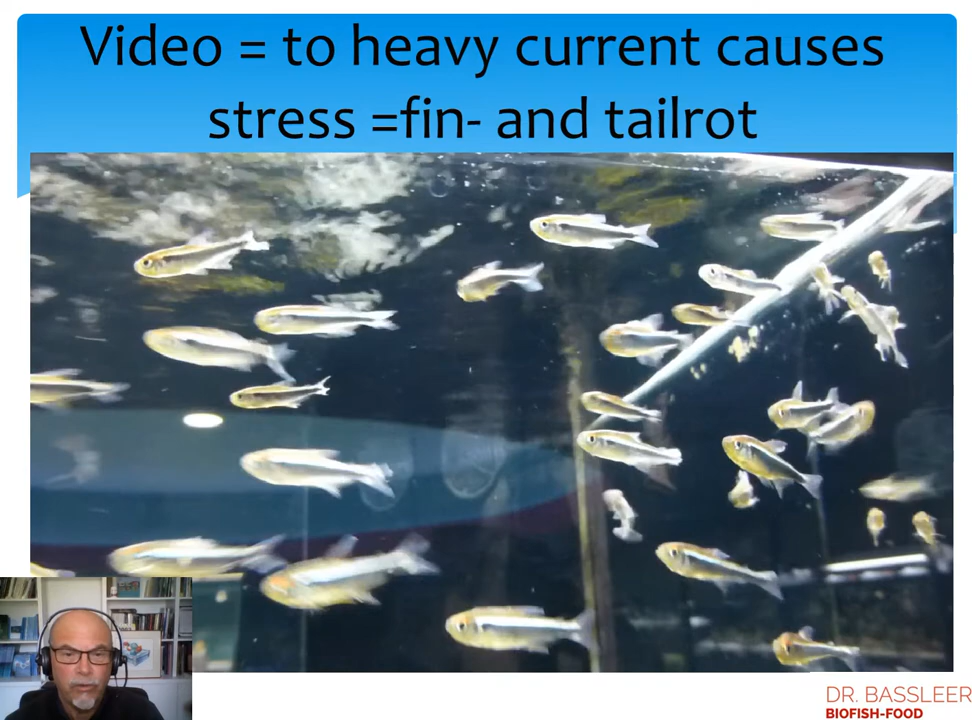 Video = to heavy current causes
stress =fin- and tailrot
DR. BASSLEER
BIOFISH-FOOD